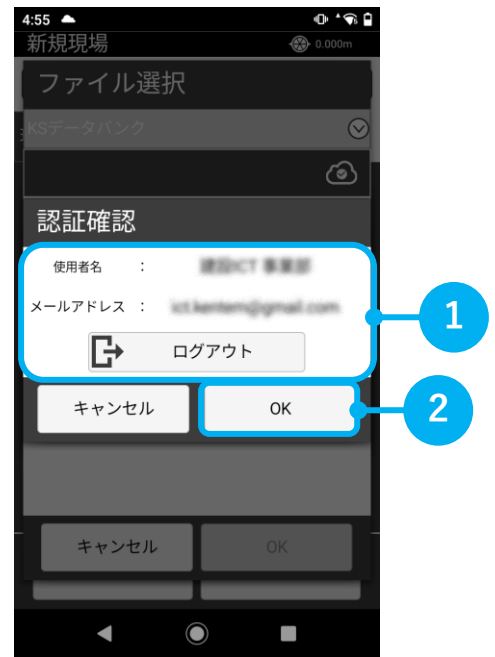 4:55
新規現場 0.000m
ファイル選択
KSデータバンク
認証確認
使用者名 :
メールアドレス :
ログアウト
キャンセル OK
キャンセル OK
1
2